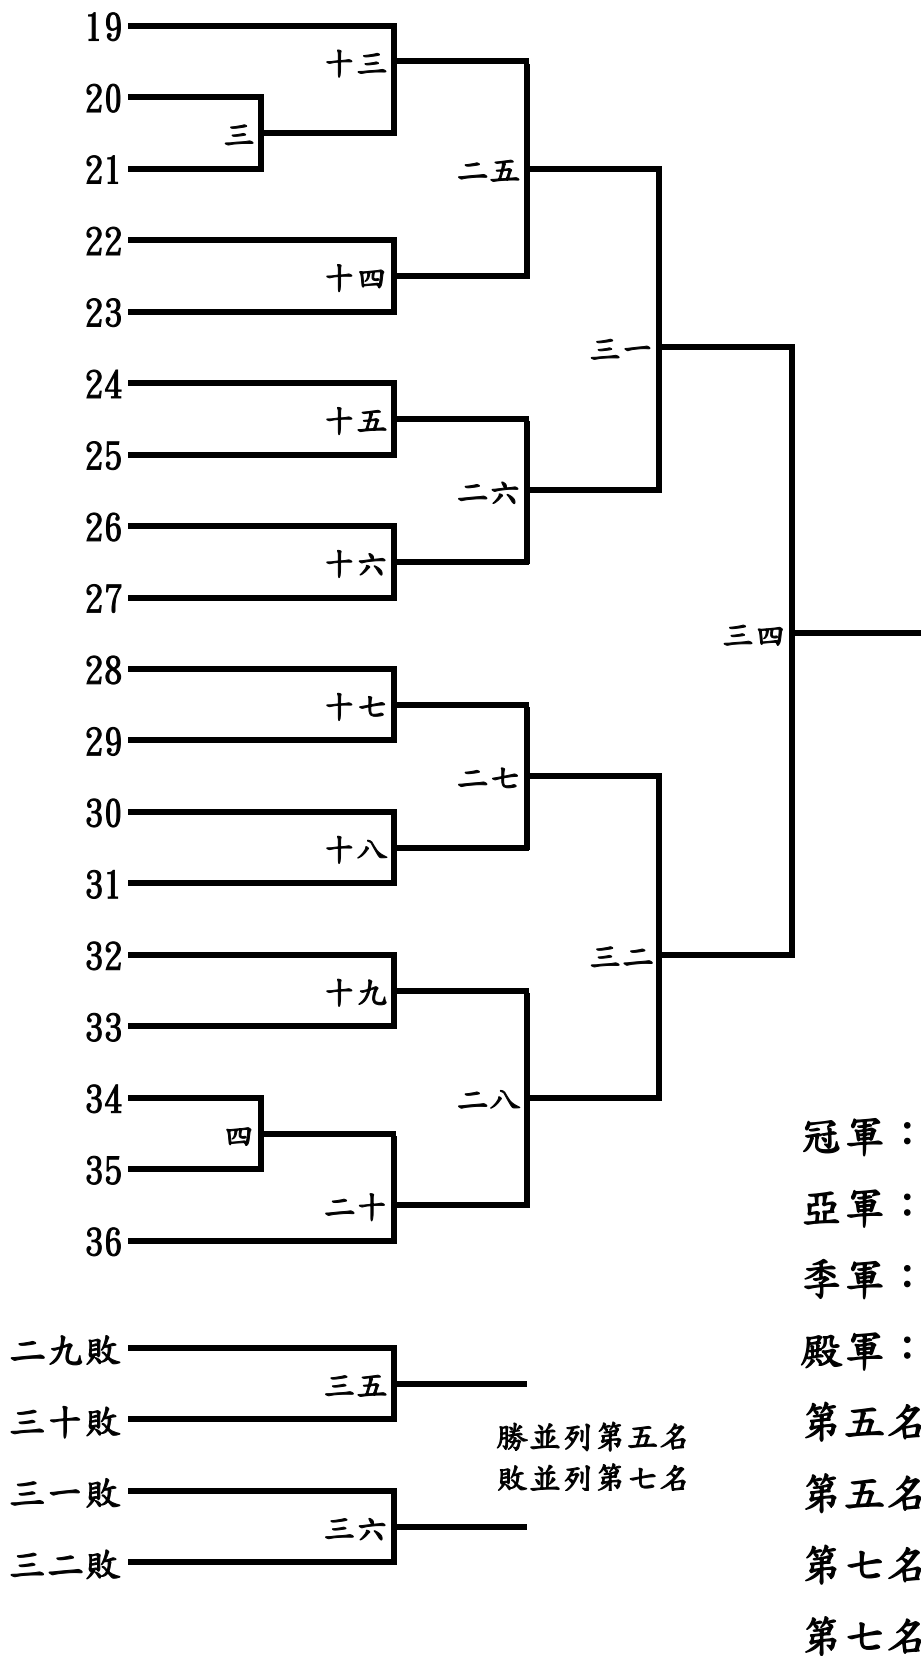 19
十三
20
三
21
二五
22
十四
23
三一
24
十五
25
二六
26
十六
27
三四
28
十七
29
二七
30
十八
31
32
三二
十九
33
34
二八
四
35
二十
36
冠軍：
亞軍：
季軍：
殿軍：
二九敗
三五
三十敗
第五名
勝並列第五名
敗並列第七名
三一敗
第五名
三六
三二敗
第七名
第七名